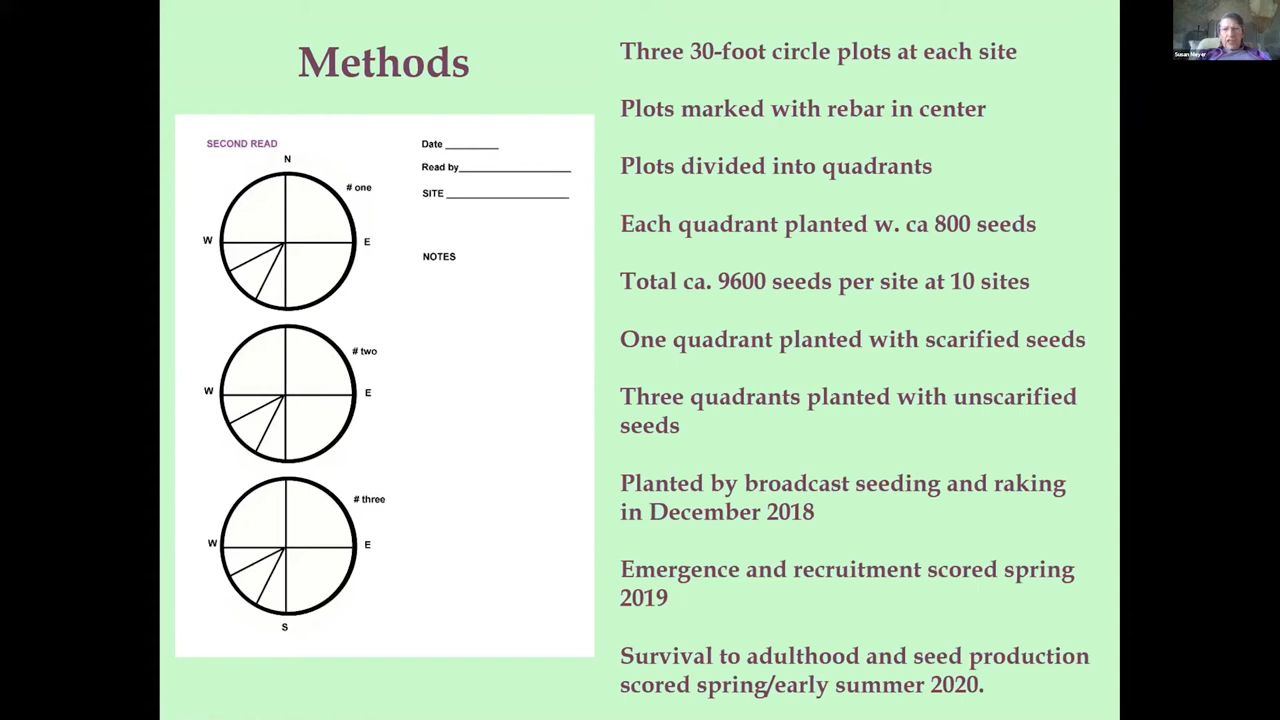 Methods
SECOND READ
Date
Read by
SITE
NOTES
N
# one
W
E
# two
W
E
# three
W
E
S
Three 30-foot circle plots at each site
Plots marked with rebar in center
Plots divided into quadrants
Each quadrant planted w. ca 800 seeds
Total ca. 9600 seeds per site at 10 sites
One quadrant planted with scarified seeds
Three quadrants planted with unscarified
seeds
Planted by broadcast seeding and raking
in December 2018
Emergence and recruitment scored spring
2019
Survival to adulthood and seed production
scored spring/early summer 2020.
Susan Meyer